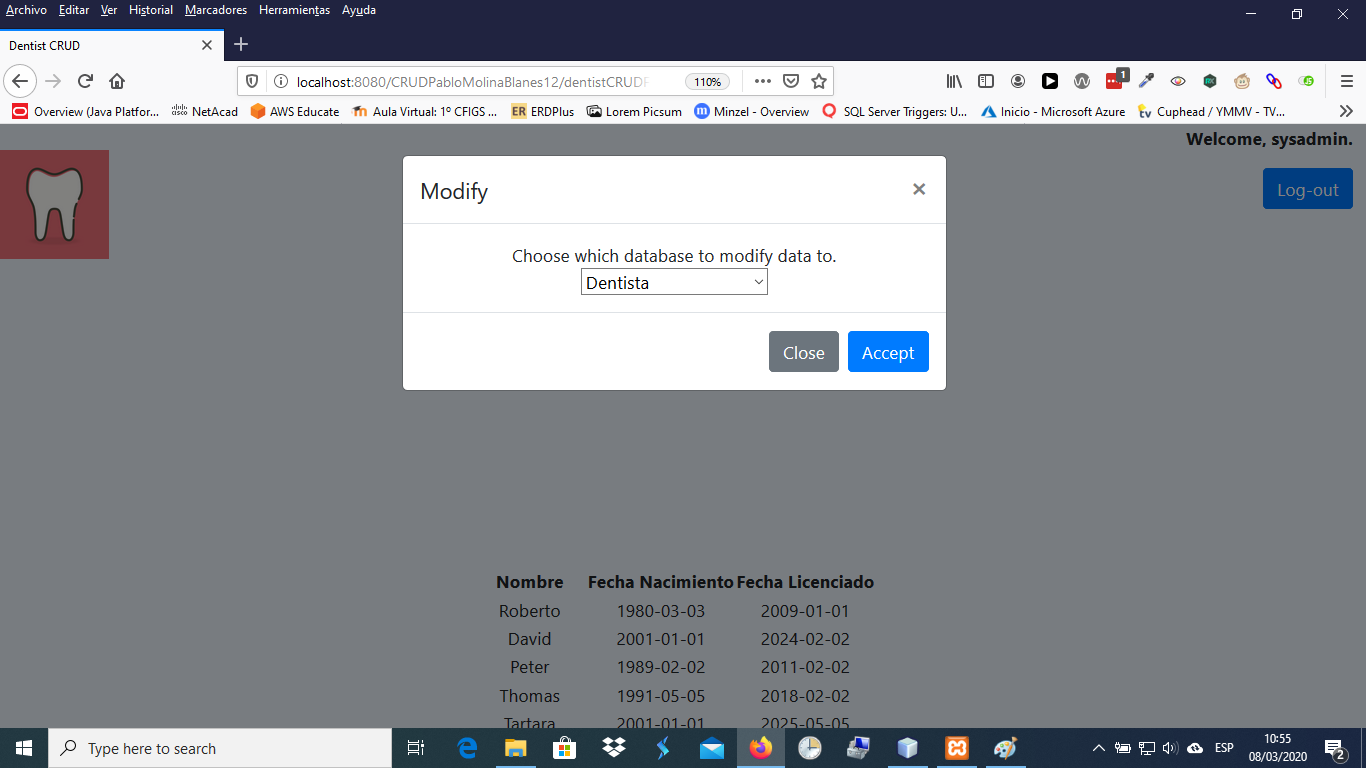 Archivo Editar Ver Historial Marcadores Herramientas Ayuda
Dentist CRUD
localhost:8080/CRUDPabloMolinaBlanes12/dentistCRUD 110%
1
Overview (Java Platfor... NetAcad AWS Educate Aula Virtual: 1º CFIGS ... ERDPlus Lorem Picsum Minzel - Overview SQL Server Triggers: U... Inicio - Microsoft Azure Cuphead / YMMV - TV...
Welcome, sysadmin.
Log-out
Modify
Choose which database to modify data to.
Dentista
Close Accept
Nombre Fecha Nacimiento Fecha Licenciado
Roberto 1980-03-03 2009-01-01
David 2001-01-01 2024-02-02
Peter 1989-02-02 2011-02-02
Thomas 1991-05-05 2018-02-02
Tartara 2001-01-01 2025-05-05
Type here to search
ESP
10:55
08/03/2020
2